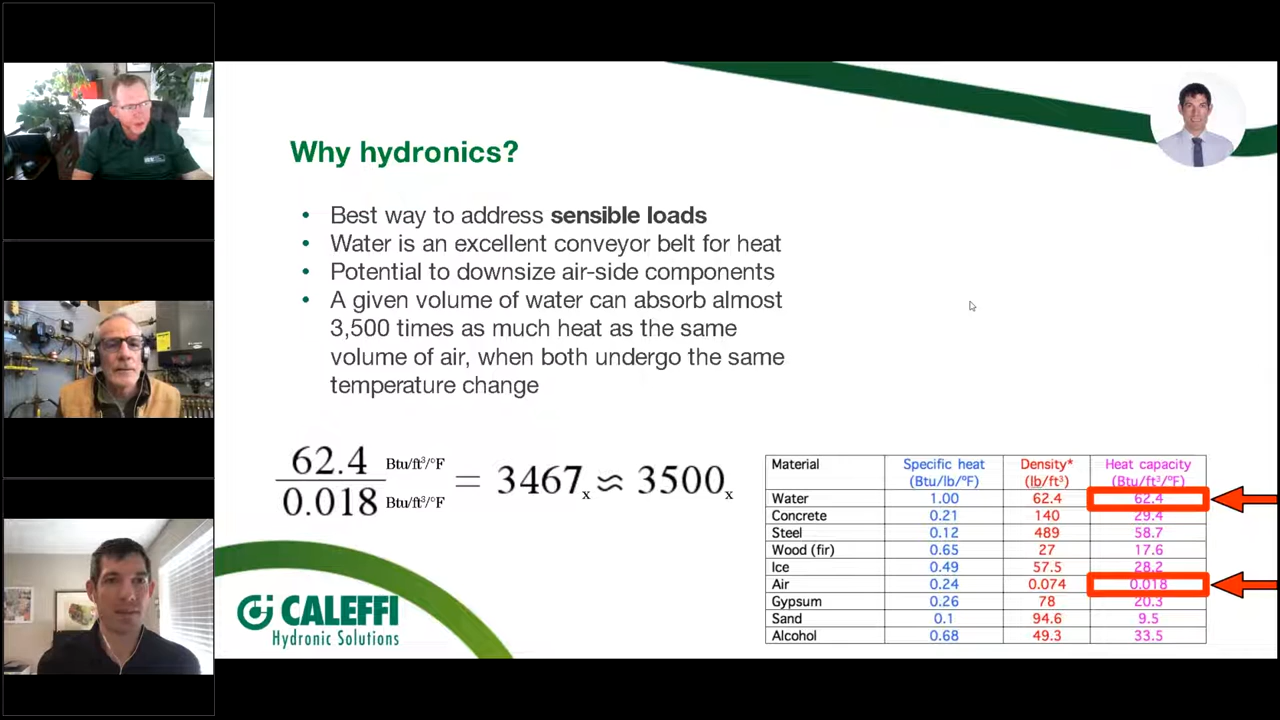 Why hydronics?
• Best way to address sensible loads
• Water is an excellent conveyor belt for heat
• Potential to downsize air-side components
• A given volume of water can absorb almost
3,500 times as much heat as the same
volume of air, when both undergo the same
temperature change
62.4 Btu/ft³/°F
0.018 Btu/ft³/°F
= 3467x ≈ 3500x
Material Specific heat Density* Heat capacity
(Btu/lb/ºF) (lb/ft³) (Btu/ft³/ºF)
Water 1.00 62.4 62.4
Concrete 0.21 140 29.4
Steel 0.12 489 58.7
Wood (fir) 0.65 27 17.6
Ice 0.49 57.5 28.2
Air 0.24 0.074 0.018
Gypsum 0.26 78 20.3
Sand 0.1 94.6 9.5
Alcohol 0.68 49.3 33.5
CALEFFI
Hydronic Solutions